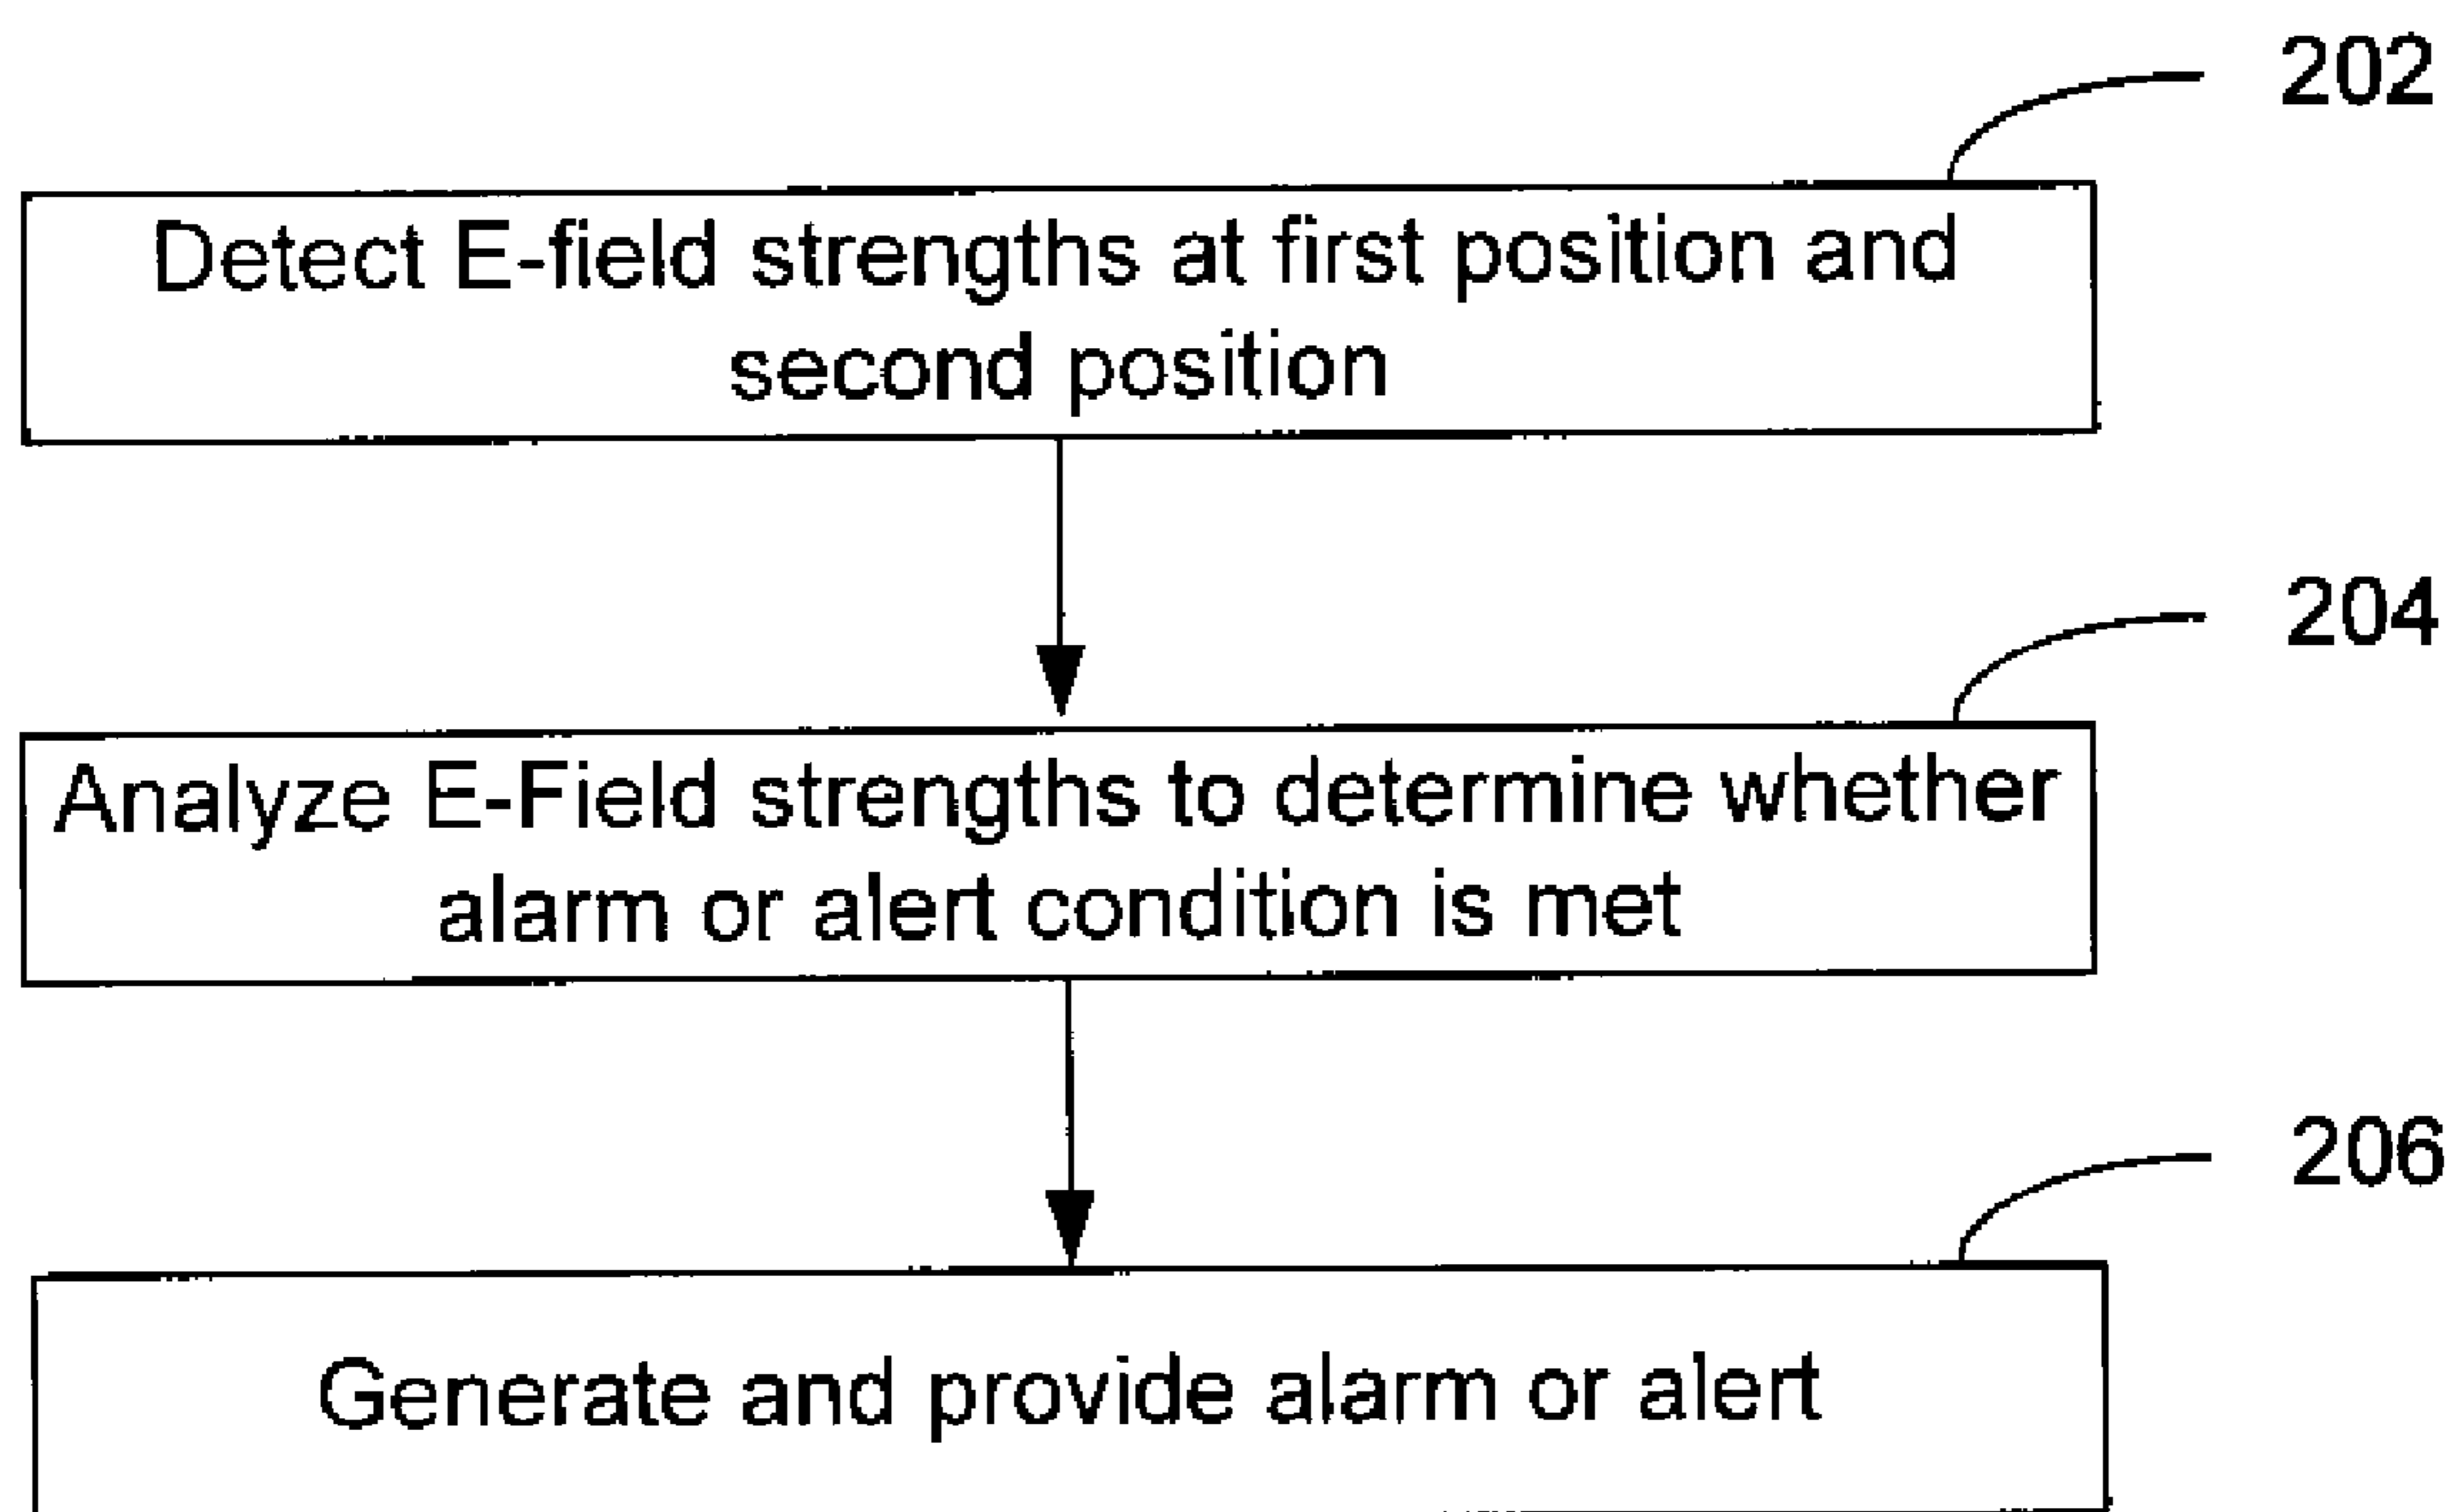 202
Detect E-field strengths at first position and
second position
204
Analyze E-Field strengths to determine whether
alarm or alert condition is met
206
Generate and provide alarm or alert